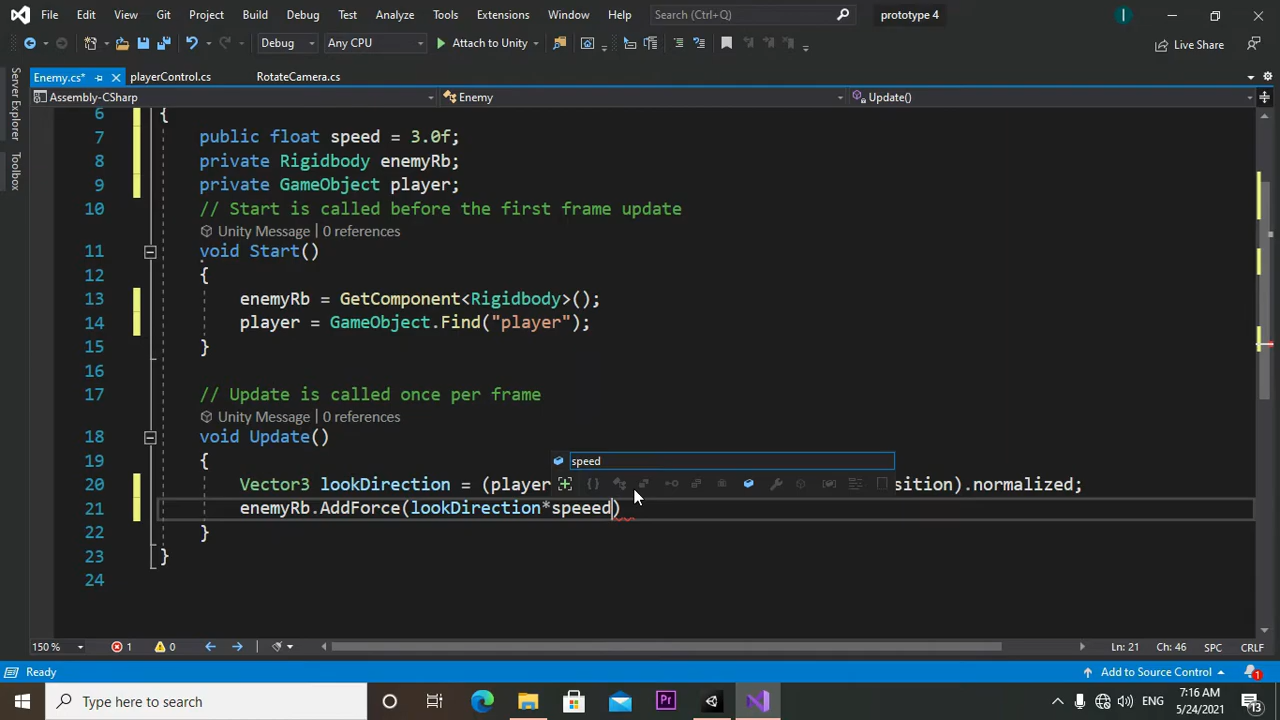 File Edit View Git Project Build Debug Test Analyze Tools Extensions Window Help Search (Ctrl+Q) prototype 4 I
Debug Any CPU Attach to Unity Live Share
Enemy.cs* playerControl.cs RotateCamera.cs
Assembly-CSharp Enemy Update()
Server Explorer
Toolbox
6 {
7 public float speed = 3.0f;
8 private Rigidbody enemyRb;
9 private GameObject player;
10 // Start is called before the first frame update
Unity Message | 0 references
11 void Start()
12 {
13 enemyRb = GetComponent<Rigidbody>();
14 player = GameObject.Find("player");
15 }
16
17 // Update is called once per frame
Unity Message | 0 references
18 void Update()
19 {
speed
20 Vector3 lookDirection = (player sition).normalized;
21 enemyRb.AddForce(lookDirection*speeed)
22 }
23 }
24
150 % 1 0 Ln: 21 Ch: 46 SPC CRLF
Ready Add to Source Control 1
Type here to search Pr ENG 7:16 AM 5/24/2021 13